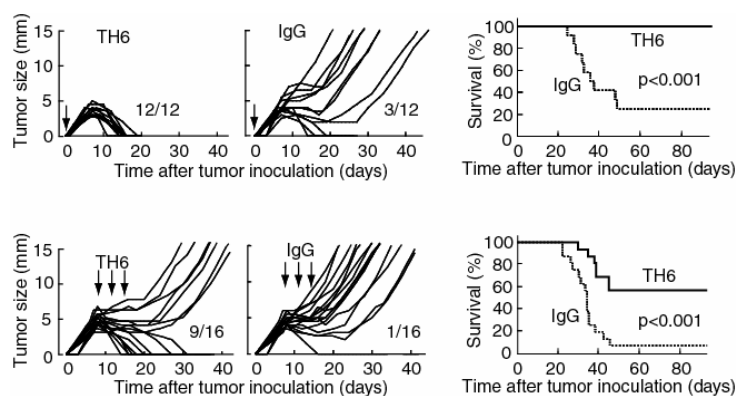 Tumor size (mm)
15
10
5
0
TH6
12/12
0 10 20 30 40
IgG
3/12
0 10 20 30 40
Time after tumor inoculation (days)
Survival (%)
100
80
60
40
20
0
TH6
IgG
p<0.001
0 20 40 60 80
Time after tumor inoculation (days)
Tumor size (mm)
15
10
5
0
TH6
9/16
0 10 20 30 40
IgG
1/16
0 10 20 30 40
Time after tumor inoculation (days)
Survival (%)
100
80
60
40
20
0
TH6
IgG
p<0.001
0 20 40 60 80
Time after tumor inoculation (days)